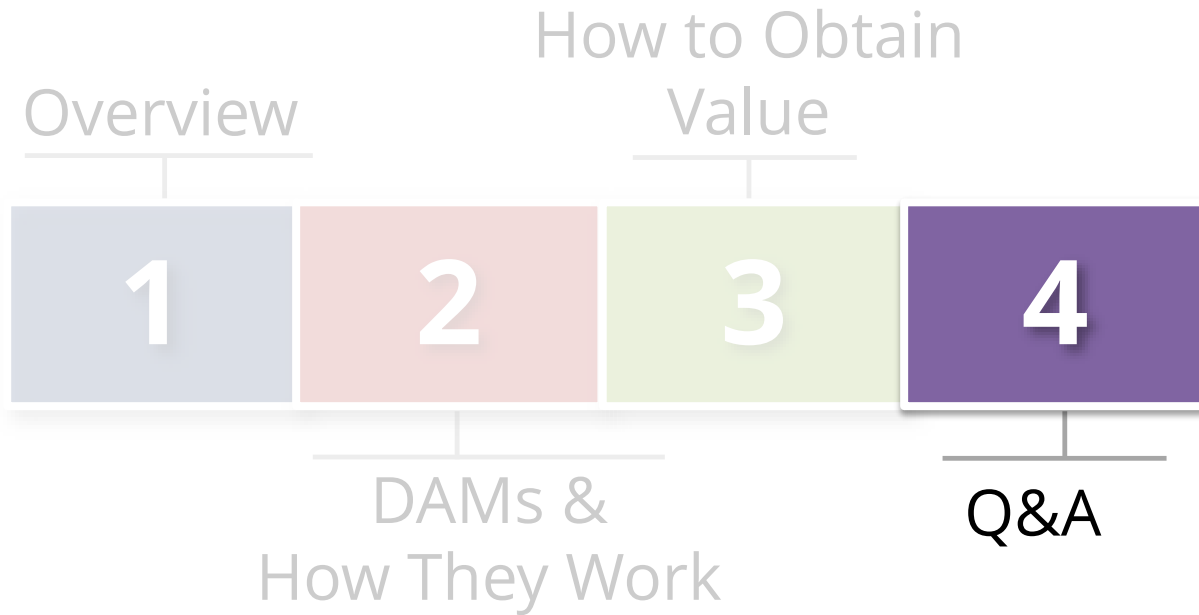 How to Obtain
Value
Overview
1
2
3
4
DAMs &
How They Work
Q&A